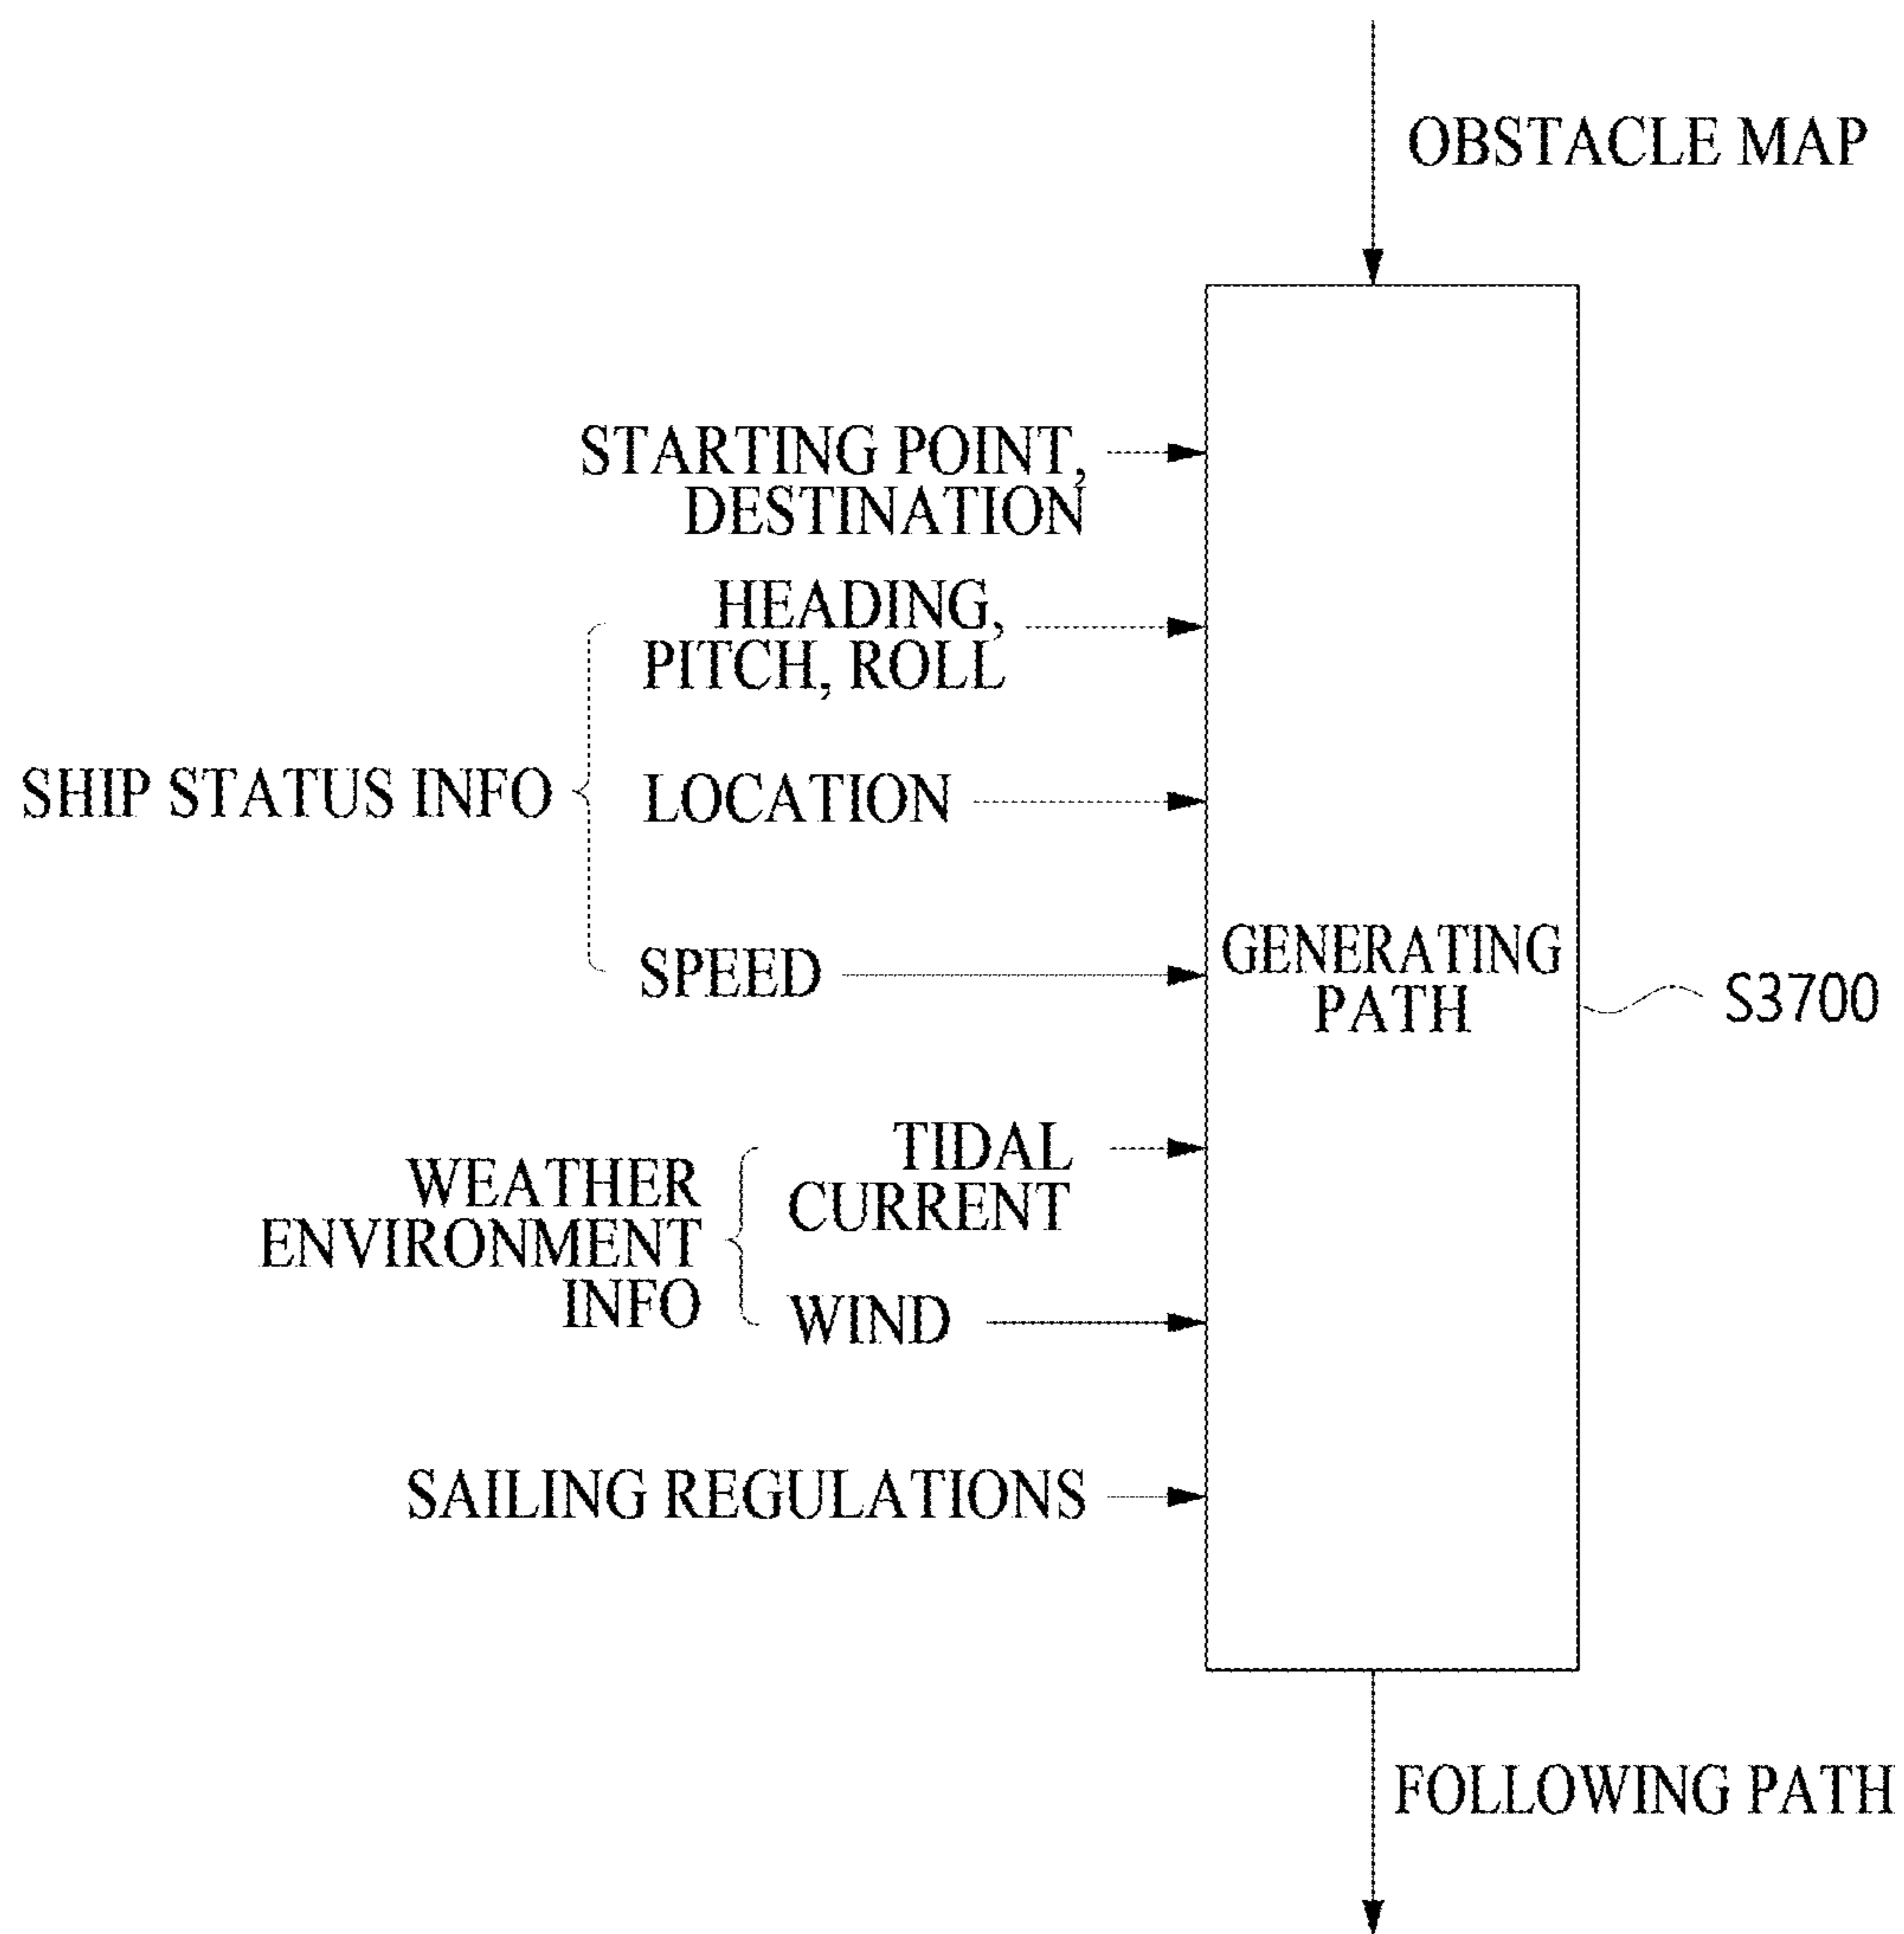 OBSTACLE MAP
STARTING POINT,
DESTINATION
HEADING,
PITCH, ROLL
SHIP STATUS INFO
LOCATION
SPEED
GENERATING
PATH
S3700
TIDAL
CURRENT
WEATHER
ENVIRONMENT
INFO
WIND
SAILING REGULATIONS
FOLLOWING PATH